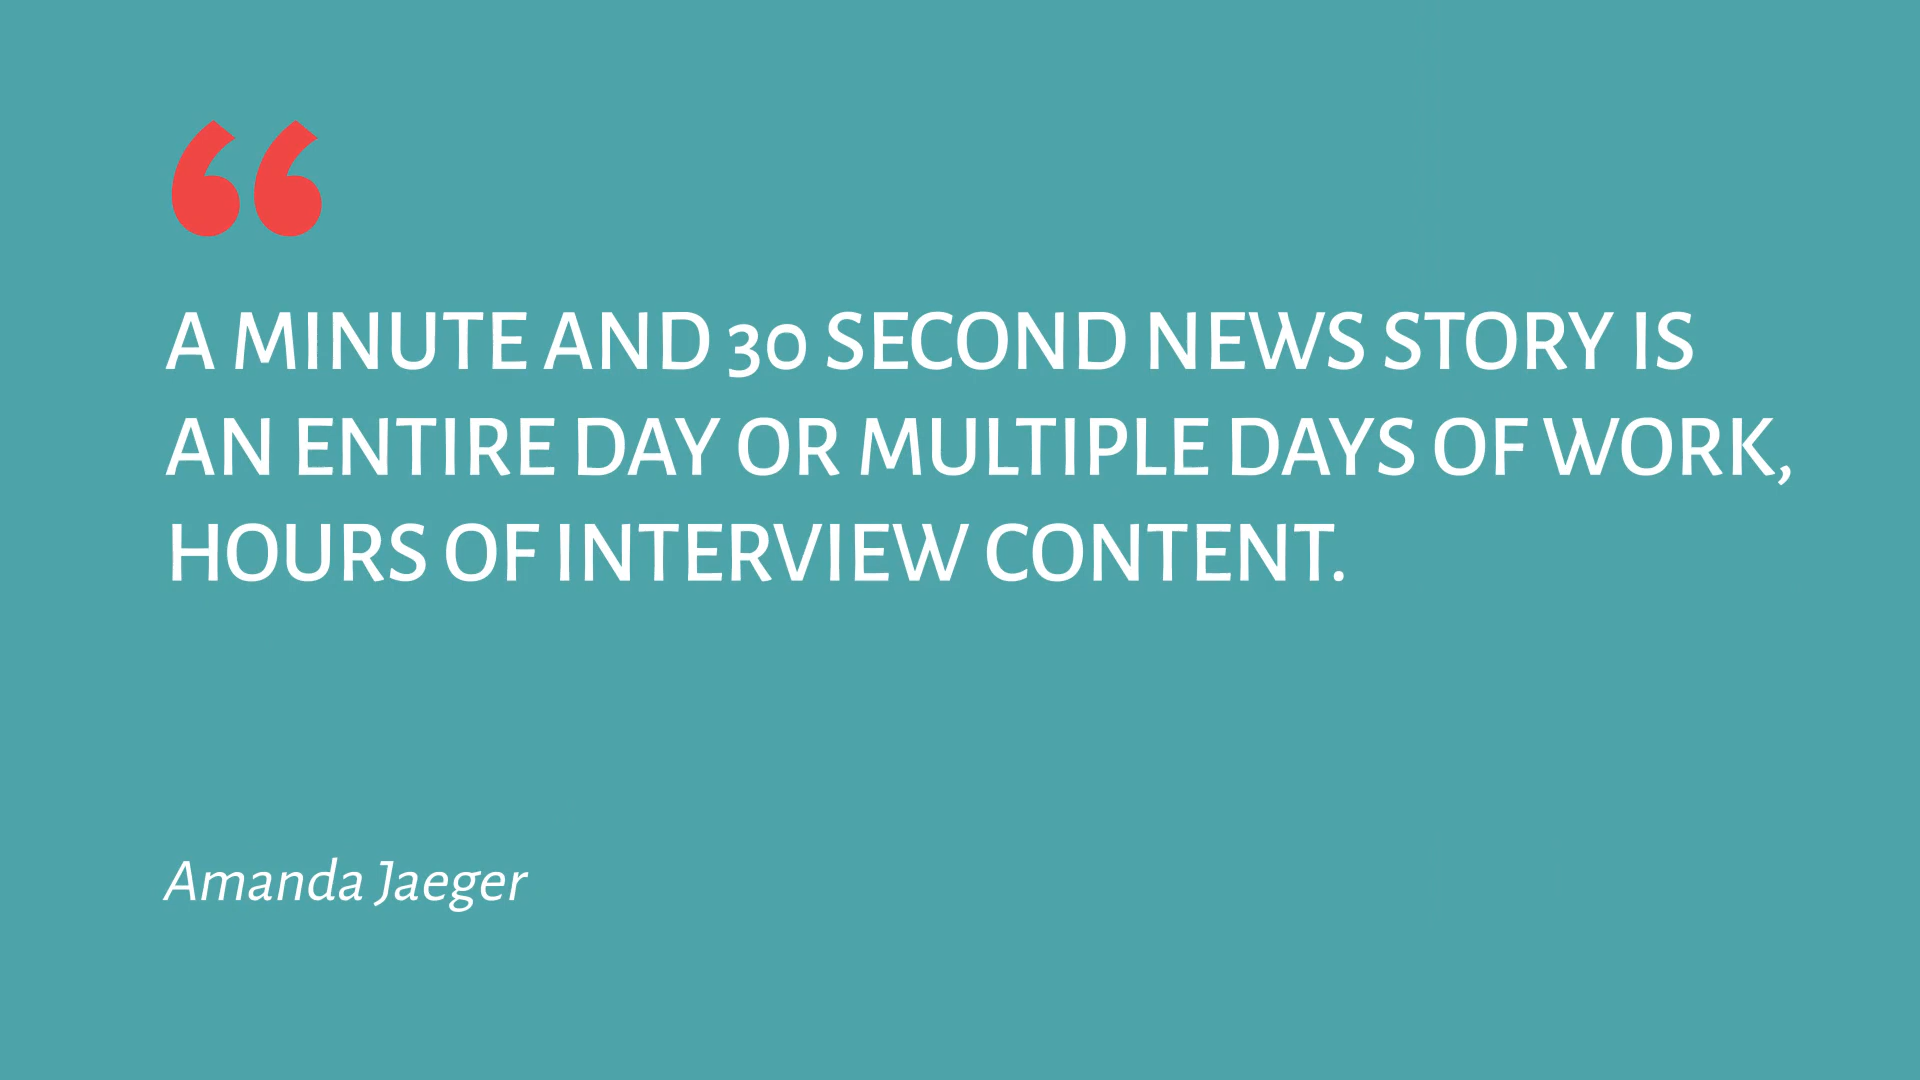 “
A MINUTE AND 30 SECOND NEWS STORY IS
AN ENTIRE DAY OR MULTIPLE DAYS OF WORK,
HOURS OF INTERVIEW CONTENT.
Amanda Jaeger